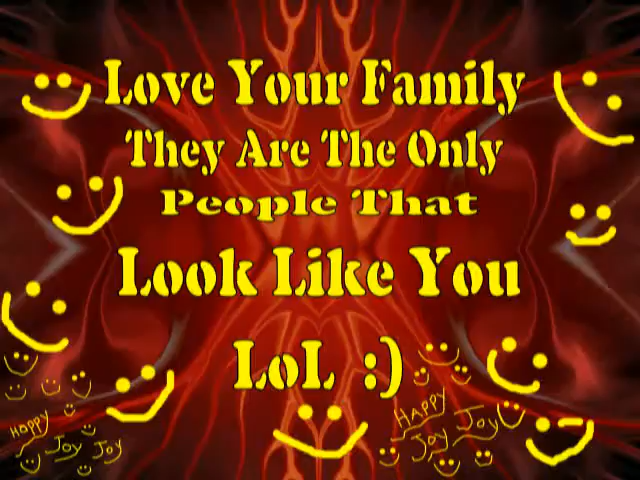 Love Your Family
They Are The Only
People That
Look Like You
LoL :)
HAPPY
Joy Joy
HAPPY
Joy Joy